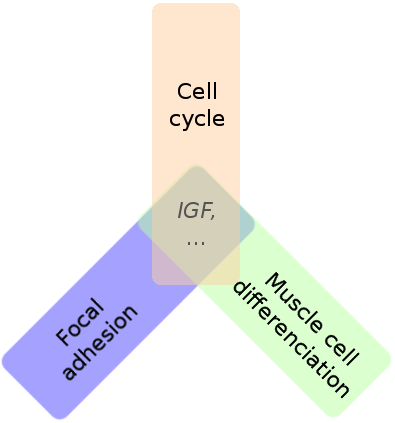 Cell
cycle
IGF,
...
Focal
adhesion
Muscle cell
differenciation